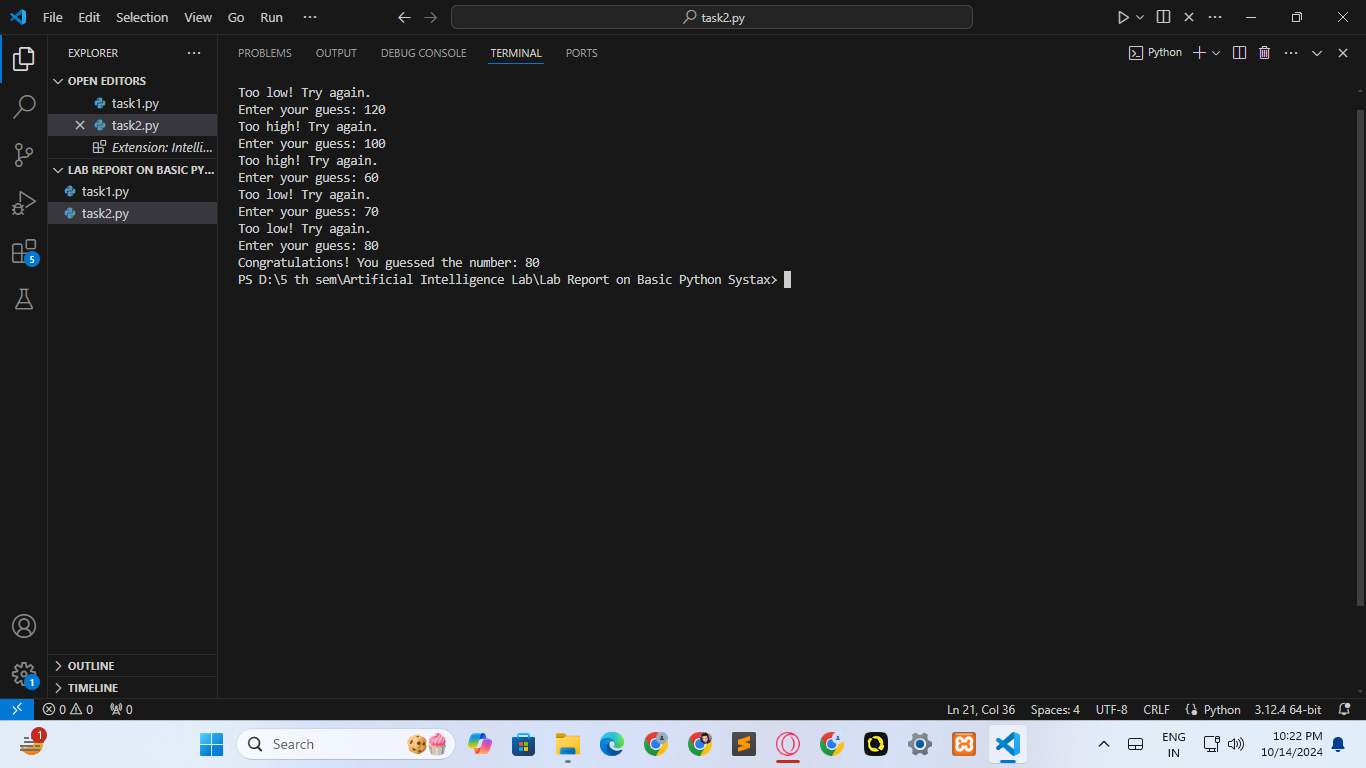 File Edit Selection View Go Run ··· task2.py
EXPLORER ···
OPEN EDITORS
task1.py
task2.py
Extension: Intelli...
LAB REPORT ON BASIC PY...
task1.py
task2.py
5
1
OUTLINE
TIMELINE
PROBLEMS OUTPUT DEBUG CONSOLE TERMINAL PORTS Python
Too low! Try again.
Enter your guess: 120
Too high! Try again.
Enter your guess: 100
Too high! Try again.
Enter your guess: 60
Too low! Try again.
Enter your guess: 70
Too low! Try again.
Enter your guess: 80
Congratulations! You guessed the number: 80
PS D:\5 th sem\Artificial Intelligence Lab\Lab Report on Basic Python Systax>
0 0 0 Ln 21, Col 36 Spaces: 4 UTF-8 CRLF Python 3.12.4 64-bit
1 Search ENG 10:22 PM
IN 10/14/2024